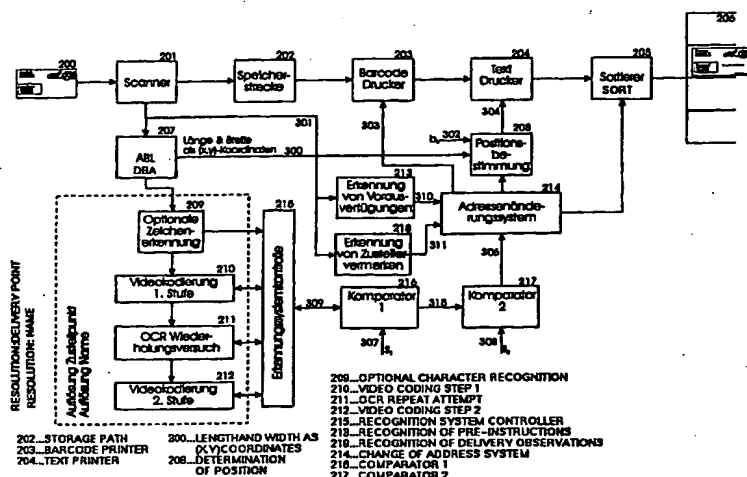 200
201
Scanner
202
Speicher-
strecke
203
Barcode
Drucker
204
Text
Drucker
205
Sortierer
SORT
206
301
207
ABL
DBA
Länge & Breite
als (x,y)-Koordinaten
300
303
304
302
208
Positions-
be-
stimmung
209
Optionale
Zeichen-
erkennung
215
Erkennungssystemkontrolle
213
Erkennung
von Voraus-
verfügungen
310
214
Adressenände-
rungssystem
218
Erkennung
von Zusteller
vermerken
311
305
210
Videokodierung
1. Stufe
309
216
Komparator
1
315
217
Komparator
2
307
308
211
OCR Wieder-
holungsversuch
212
Videokodierung
2. Stufe
RESOLUTION:DELIVERY POINT
RESOLUTION: NAME
Auflösung Zustellpunkt
Auflösung Name
202...STORAGE PATH
203...BARCODE PRINTER
204...TEXT PRINTER
300...LENGTHAND WIDTH AS
(X,Y)COORDINATES
208...DETERMINATION
OF POSITION
209...OPTIONAL CHARACTER RECOGNITION
210...VIDEO CODING STEP 1
211...OCR REPEAT ATTEMPT
212...VIDEO CODING STEP 2
215...RECOGNITION SYSTEM CONTROLLER
213...RECOGNITION OF PRE-INSTRUCTIONS
218...RECOGNITION OF DELIVERY OBSERVATIONS
214...CHANGE OF ADDRESS SYSTEM
216...COMPARATOR 1
217...COMPARATOR 2